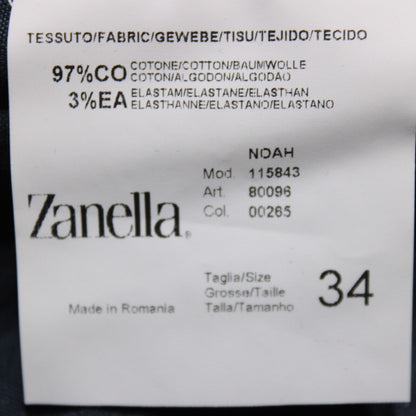 TESSUTO/FABRIC/GEWEBE/TISU/TEJIDO/TECIDO
97%CO COTONE/COTTON/BAUMWOLLE
COTON/ALGODON/ALGODAO
3%EA ELASTAM/ELASTANE/ELASTHAN
ELASTHANNE/ELASTANO/ELASTANO
NOAH
Mod. 115843
Art. 80096
Col. 00265
Zanella®
Taglia/Size
Grosse/Taille
Talla/Tamanho
34
Made in Romania